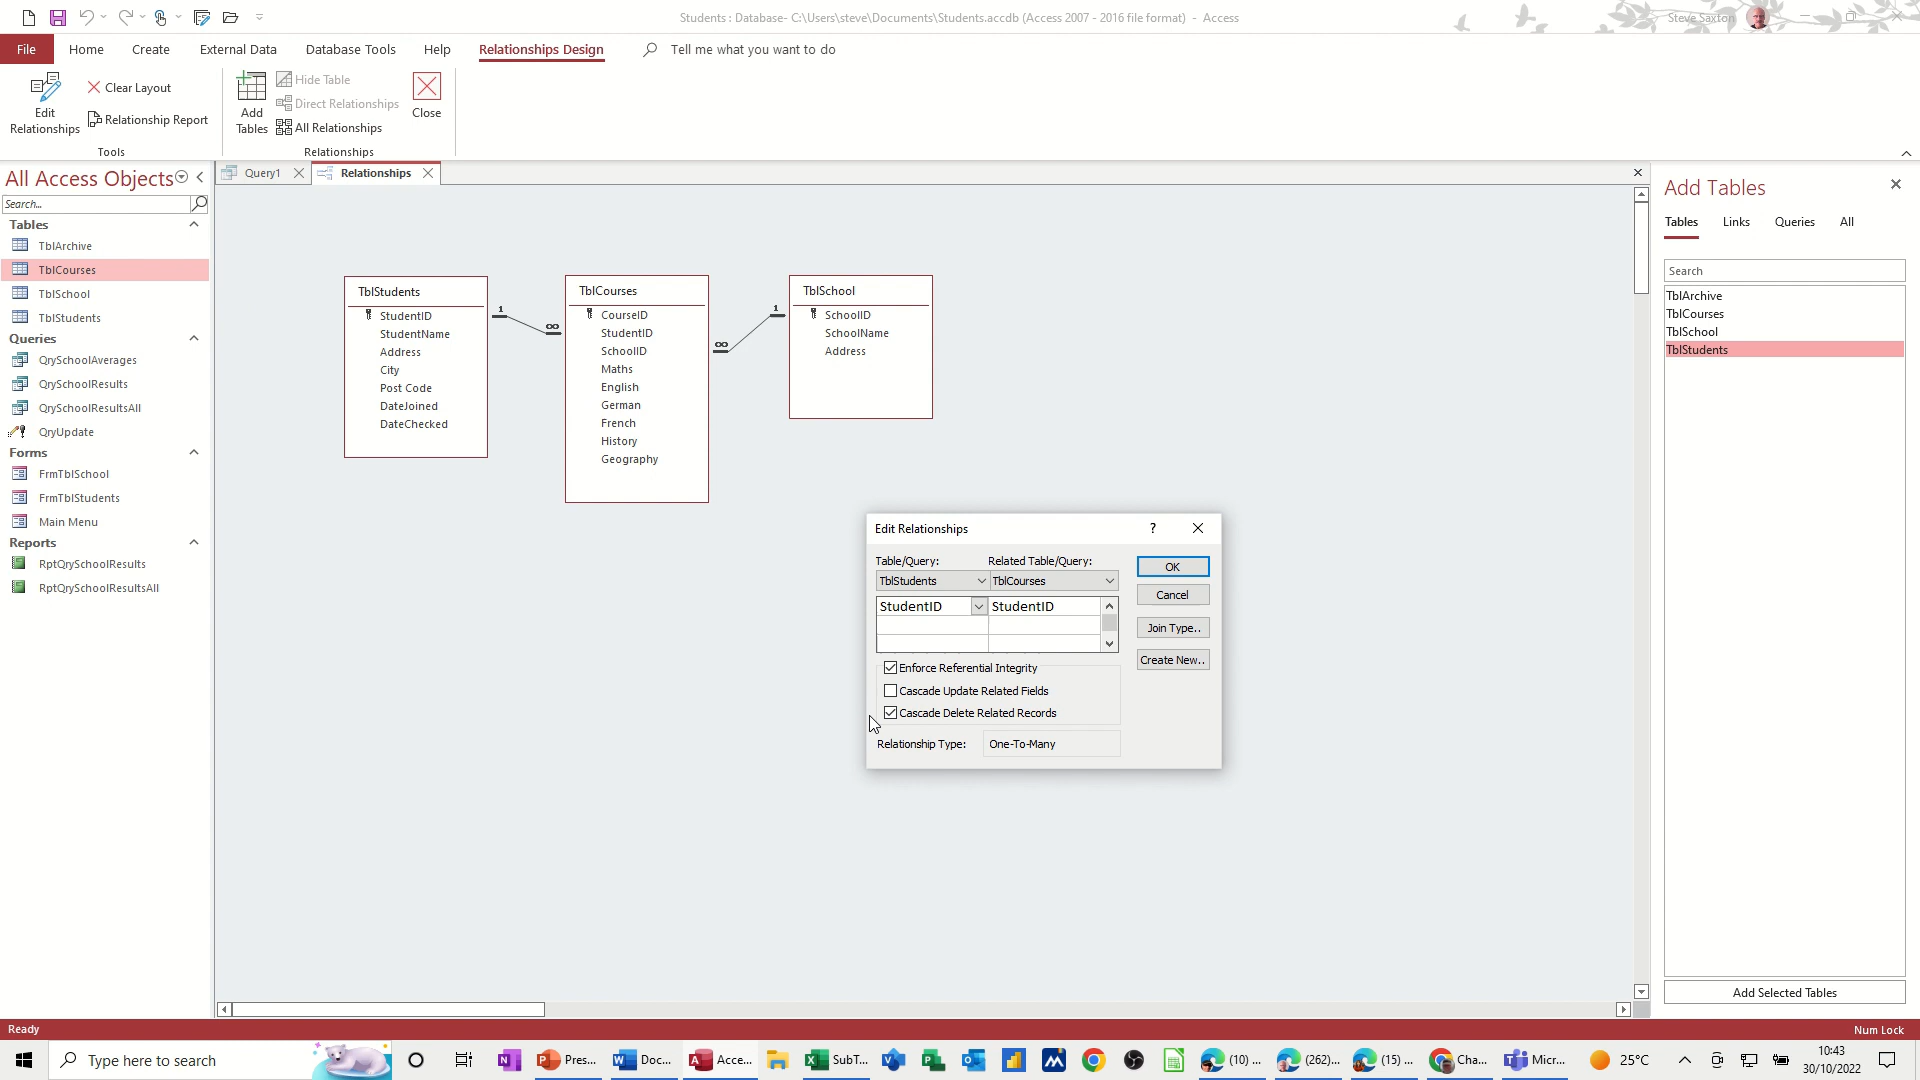 Students : Database- C:\Users\steve\Documents\Students.accdb (Access 2007 - 2016 file format) - Access
Steve Saxton
File
Home
Create
External Data
Database Tools
Help
Relationships Design
Tell me what you want to do
Edit
Relationships
Clear Layout
Relationship Report
Tools
Add
Tables
Hide Table
Direct Relationships
All Relationships
Close
Relationships
All Access Objects
Search...
Tables
TblArchive
TblCourses
TblSchool
TblStudents
Queries
QrySchoolAverages
QrySchoolResults
QrySchoolResultsAll
QryUpdate
Forms
FrmTblSchool
FrmTblStudents
Main Menu
Reports
RptQrySchoolResults
RptQrySchoolResultsAll
Query1
Relationships
TblStudents
StudentID
StudentName
Address
City
Post Code
DateJoined
DateChecked
1
∞
TblCourses
CourseID
StudentID
SchoolID
Maths
English
German
French
History
Geography
∞
1
TblSchool
SchoolID
SchoolName
Address
Edit Relationships
?
Table/Query:
Related Table/Query:
TblStudents
TblCourses
StudentID
StudentID
Enforce Referential Integrity
Cascade Update Related Fields
Cascade Delete Related Records
Relationship Type:
One-To-Many
OK
Cancel
Join Type..
Create New..
Add Tables
Tables
Links
Queries
All
Search
TblArchive
TblCourses
TblSchool
TblStudents
Add Selected Tables
Ready
Num Lock
Type here to search
Pres...
Doc...
Acce...
SubT...
(10) ...
(262)...
(15) ...
Cha...
Micr...
25°C
10:43
30/10/2022